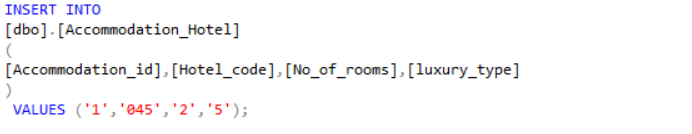 INSERT INTO
[dbo].[Accommodation_Hotel]
(
[Accommodation_id],[Hotel_code],[No_of_rooms],[luxury_type]
)
VALUES ('1','045','2','5');